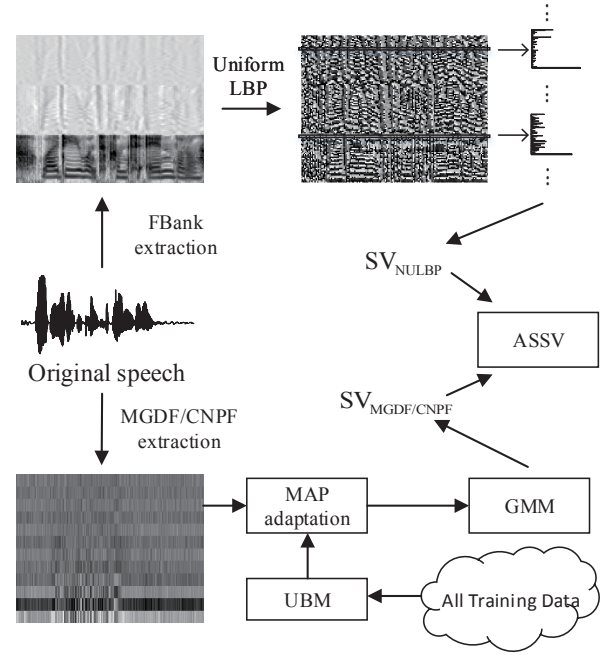 Uniform
LBP
FBank
extraction
SV_NULBP
ASSV
Original speech
SV_MGDF/CNPF
MGDF/CNPF
extraction
MAP
adaptation
GMM
UBM
All Training Data